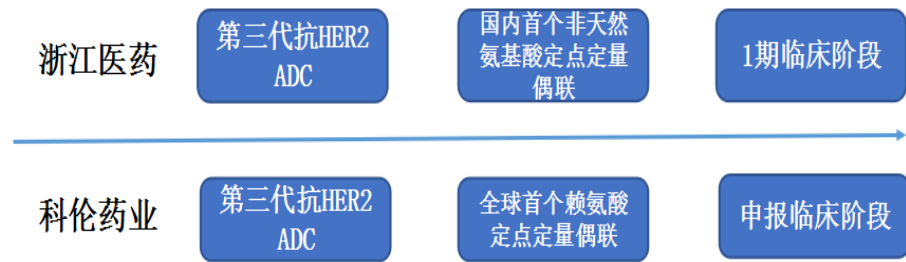 浙江医药
第三代抗HER2
ADC
国内首个非天然
氨基酸定点定量
偶联
1期临床阶段
科伦药业
第三代抗HER2
ADC
全球首个赖氨酸
定点定量偶联
申报临床阶段